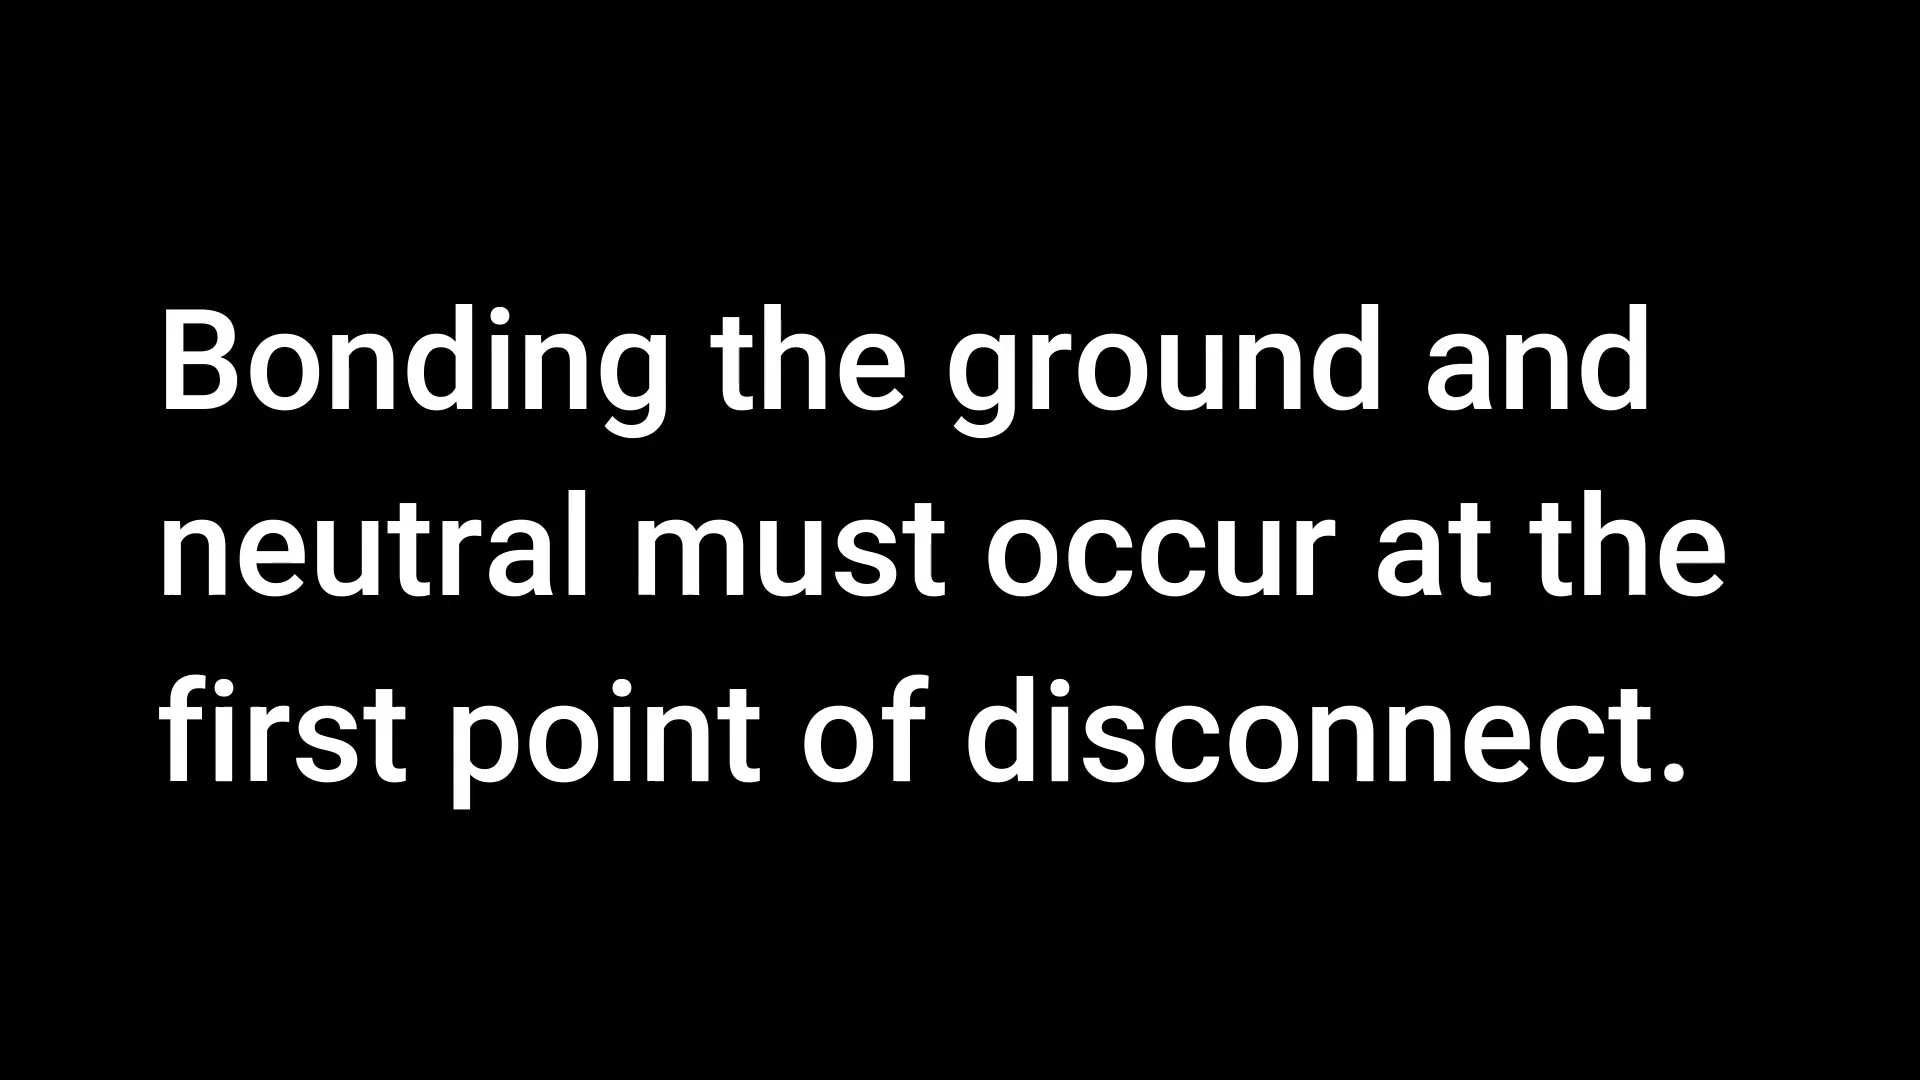 Bonding the ground and
neutral must occur at the
first point of disconnect.